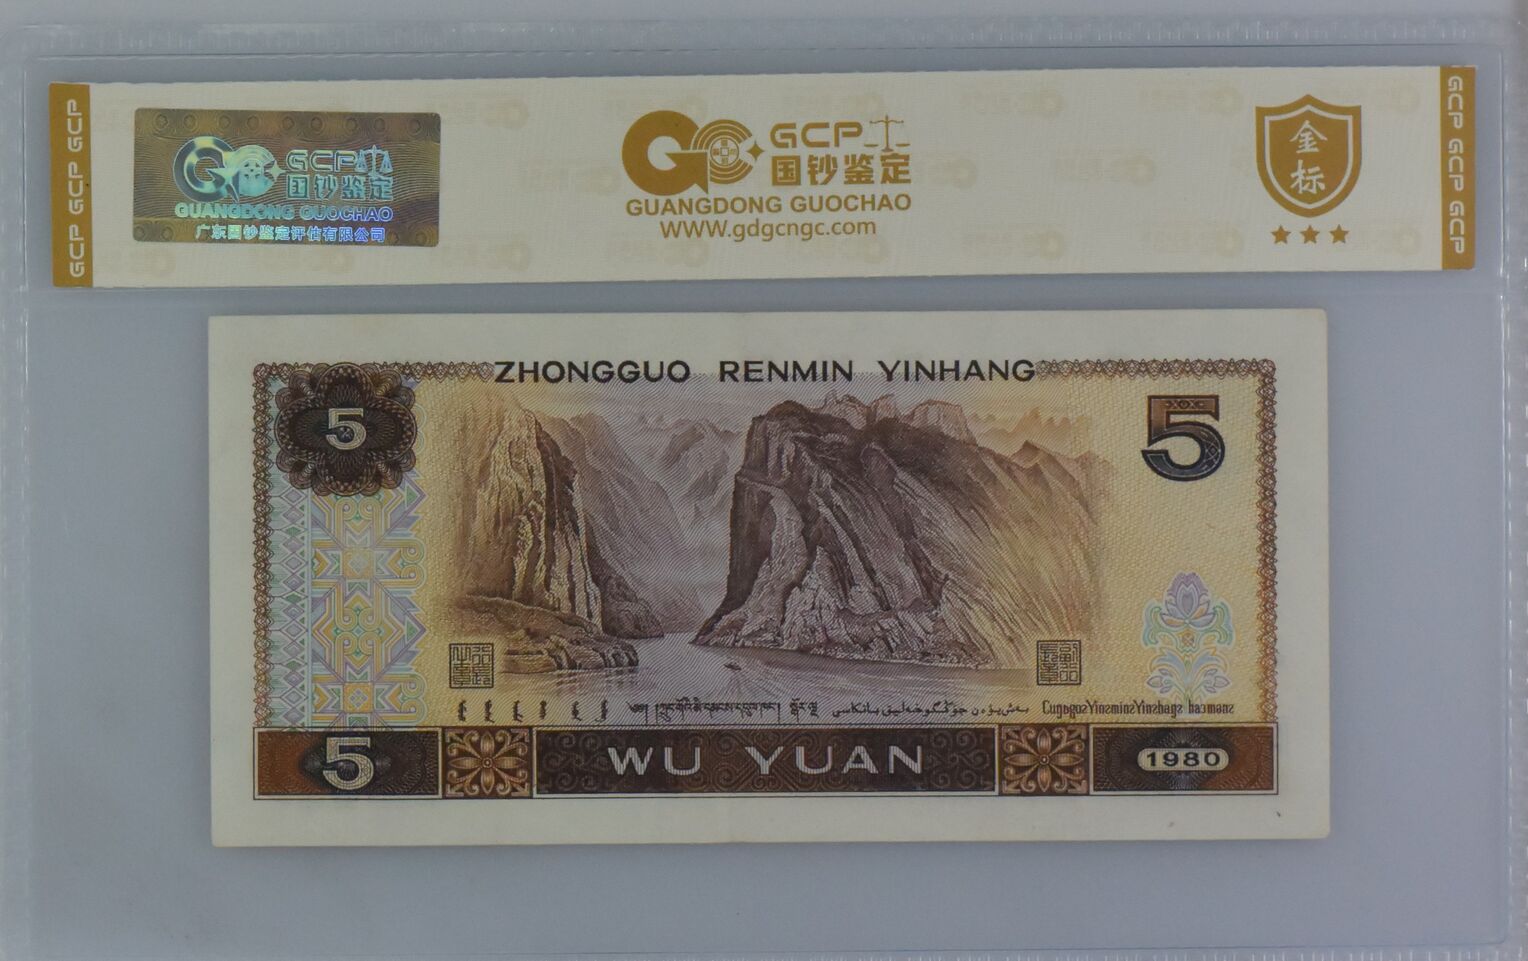 GCP GCP GCP
GCP 国钞鉴定
GUANGDONG GUOCHAO
广东国钞鉴定评估有限公司
GCP
国钞鉴定
GUANGDONG GUOCHAO
WWW.gdgcngc.com
金标
GCP GCP GCP
ZHONGGUO RENMIN YINHANG
5
5
CungguzYinzminzYinzhangz hacmanz
5
WU YUAN
1980